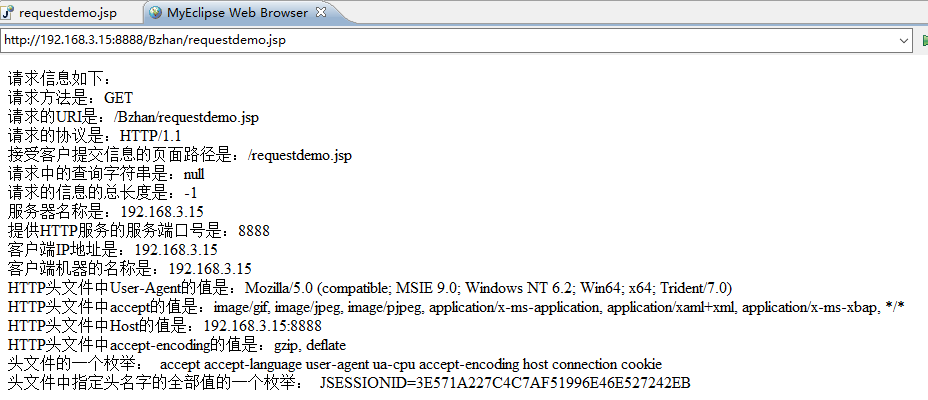 requestdemo.jsp MyEclipse Web Browser
http://192.168.3.15:8888/Bzhan/requestdemo.jsp
请求信息如下：
请求方法是：GET
请求的URI是：/Bzhan/requestdemo.jsp
请求的协议是：HTTP/1.1
接受客户提交信息的页面路径是：/requestdemo.jsp
请求中的查询字符串是：null
请求的信息的总长度是：-1
服务器名称是：192.168.3.15
提供HTTP服务的服务端口号是：8888
客户端IP地址是：192.168.3.15
客户端机器的名称是：192.168.3.15
HTTP头文件中User-Agent的值是：Mozilla/5.0 (compatible; MSIE 9.0; Windows NT 6.2; Win64; x64; Trident/7.0)
HTTP头文件中accept的值是：image/gif, image/jpeg, image/pjpeg, application/x-ms-application, application/xaml+xml, application/x-ms-xbap, */*
HTTP头文件中Host的值是：192.168.3.15:8888
HTTP头文件中accept-encoding的值是：gzip, deflate
头文件的一个枚举： accept accept-language user-agent ua-cpu accept-encoding host connection cookie
头文件中指定头名字的全部值的一个枚举： JSESSIONID=3E571A227C4C7AF51996E46E527242EB